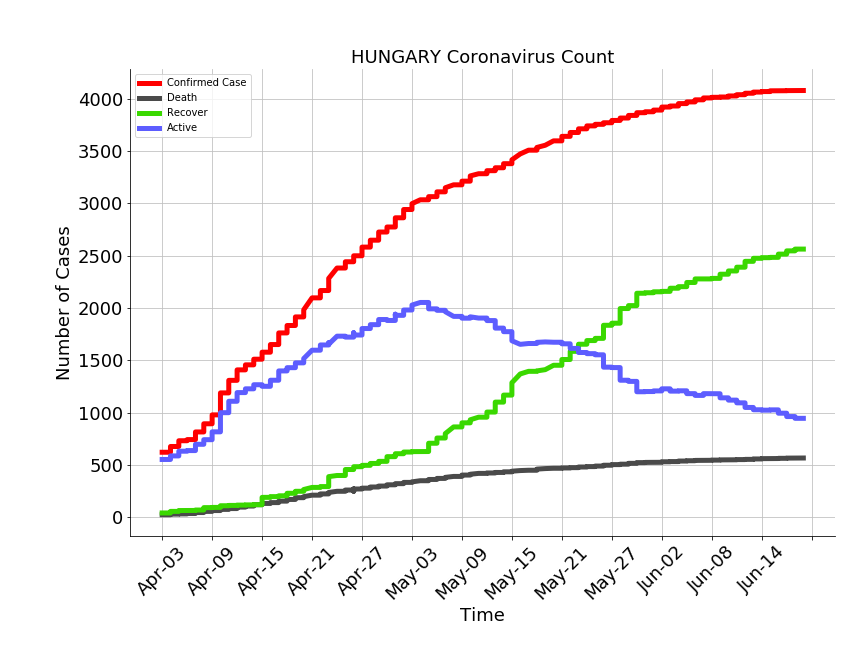 HUNGARY Coronavirus Count
Confirmed Case
Death
Recover
Active
Number of Cases
4000
3500
3000
2500
2000
1500
1000
500
0
Apr-03
Apr-09
Apr-15
Apr-21
Apr-27
May-03
May-09
May-15
May-21
May-27
Jun-02
Jun-08
Jun-14
Time